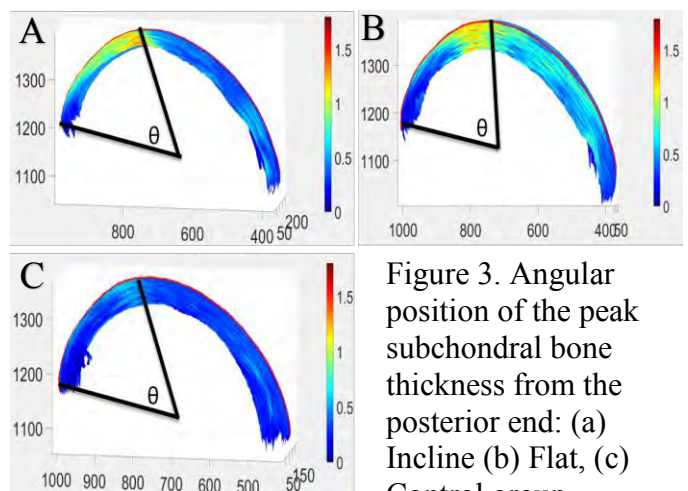 A
1300
1200
1100
800
400
50
200
θ
1.5
1
0.5
0
B
1300
1200
1100
1000
800
600
400
50
θ
1.5
1
0.5
0
C
1300
1200
1100
1000
900
800
700
600
500
50
150
θ
1.5
1
0.5
0
Figure 3. Angular
position of the peak
subchondral bone
thickness from the
posterior end: (a)
Incline (b) Flat, (c)
Control group